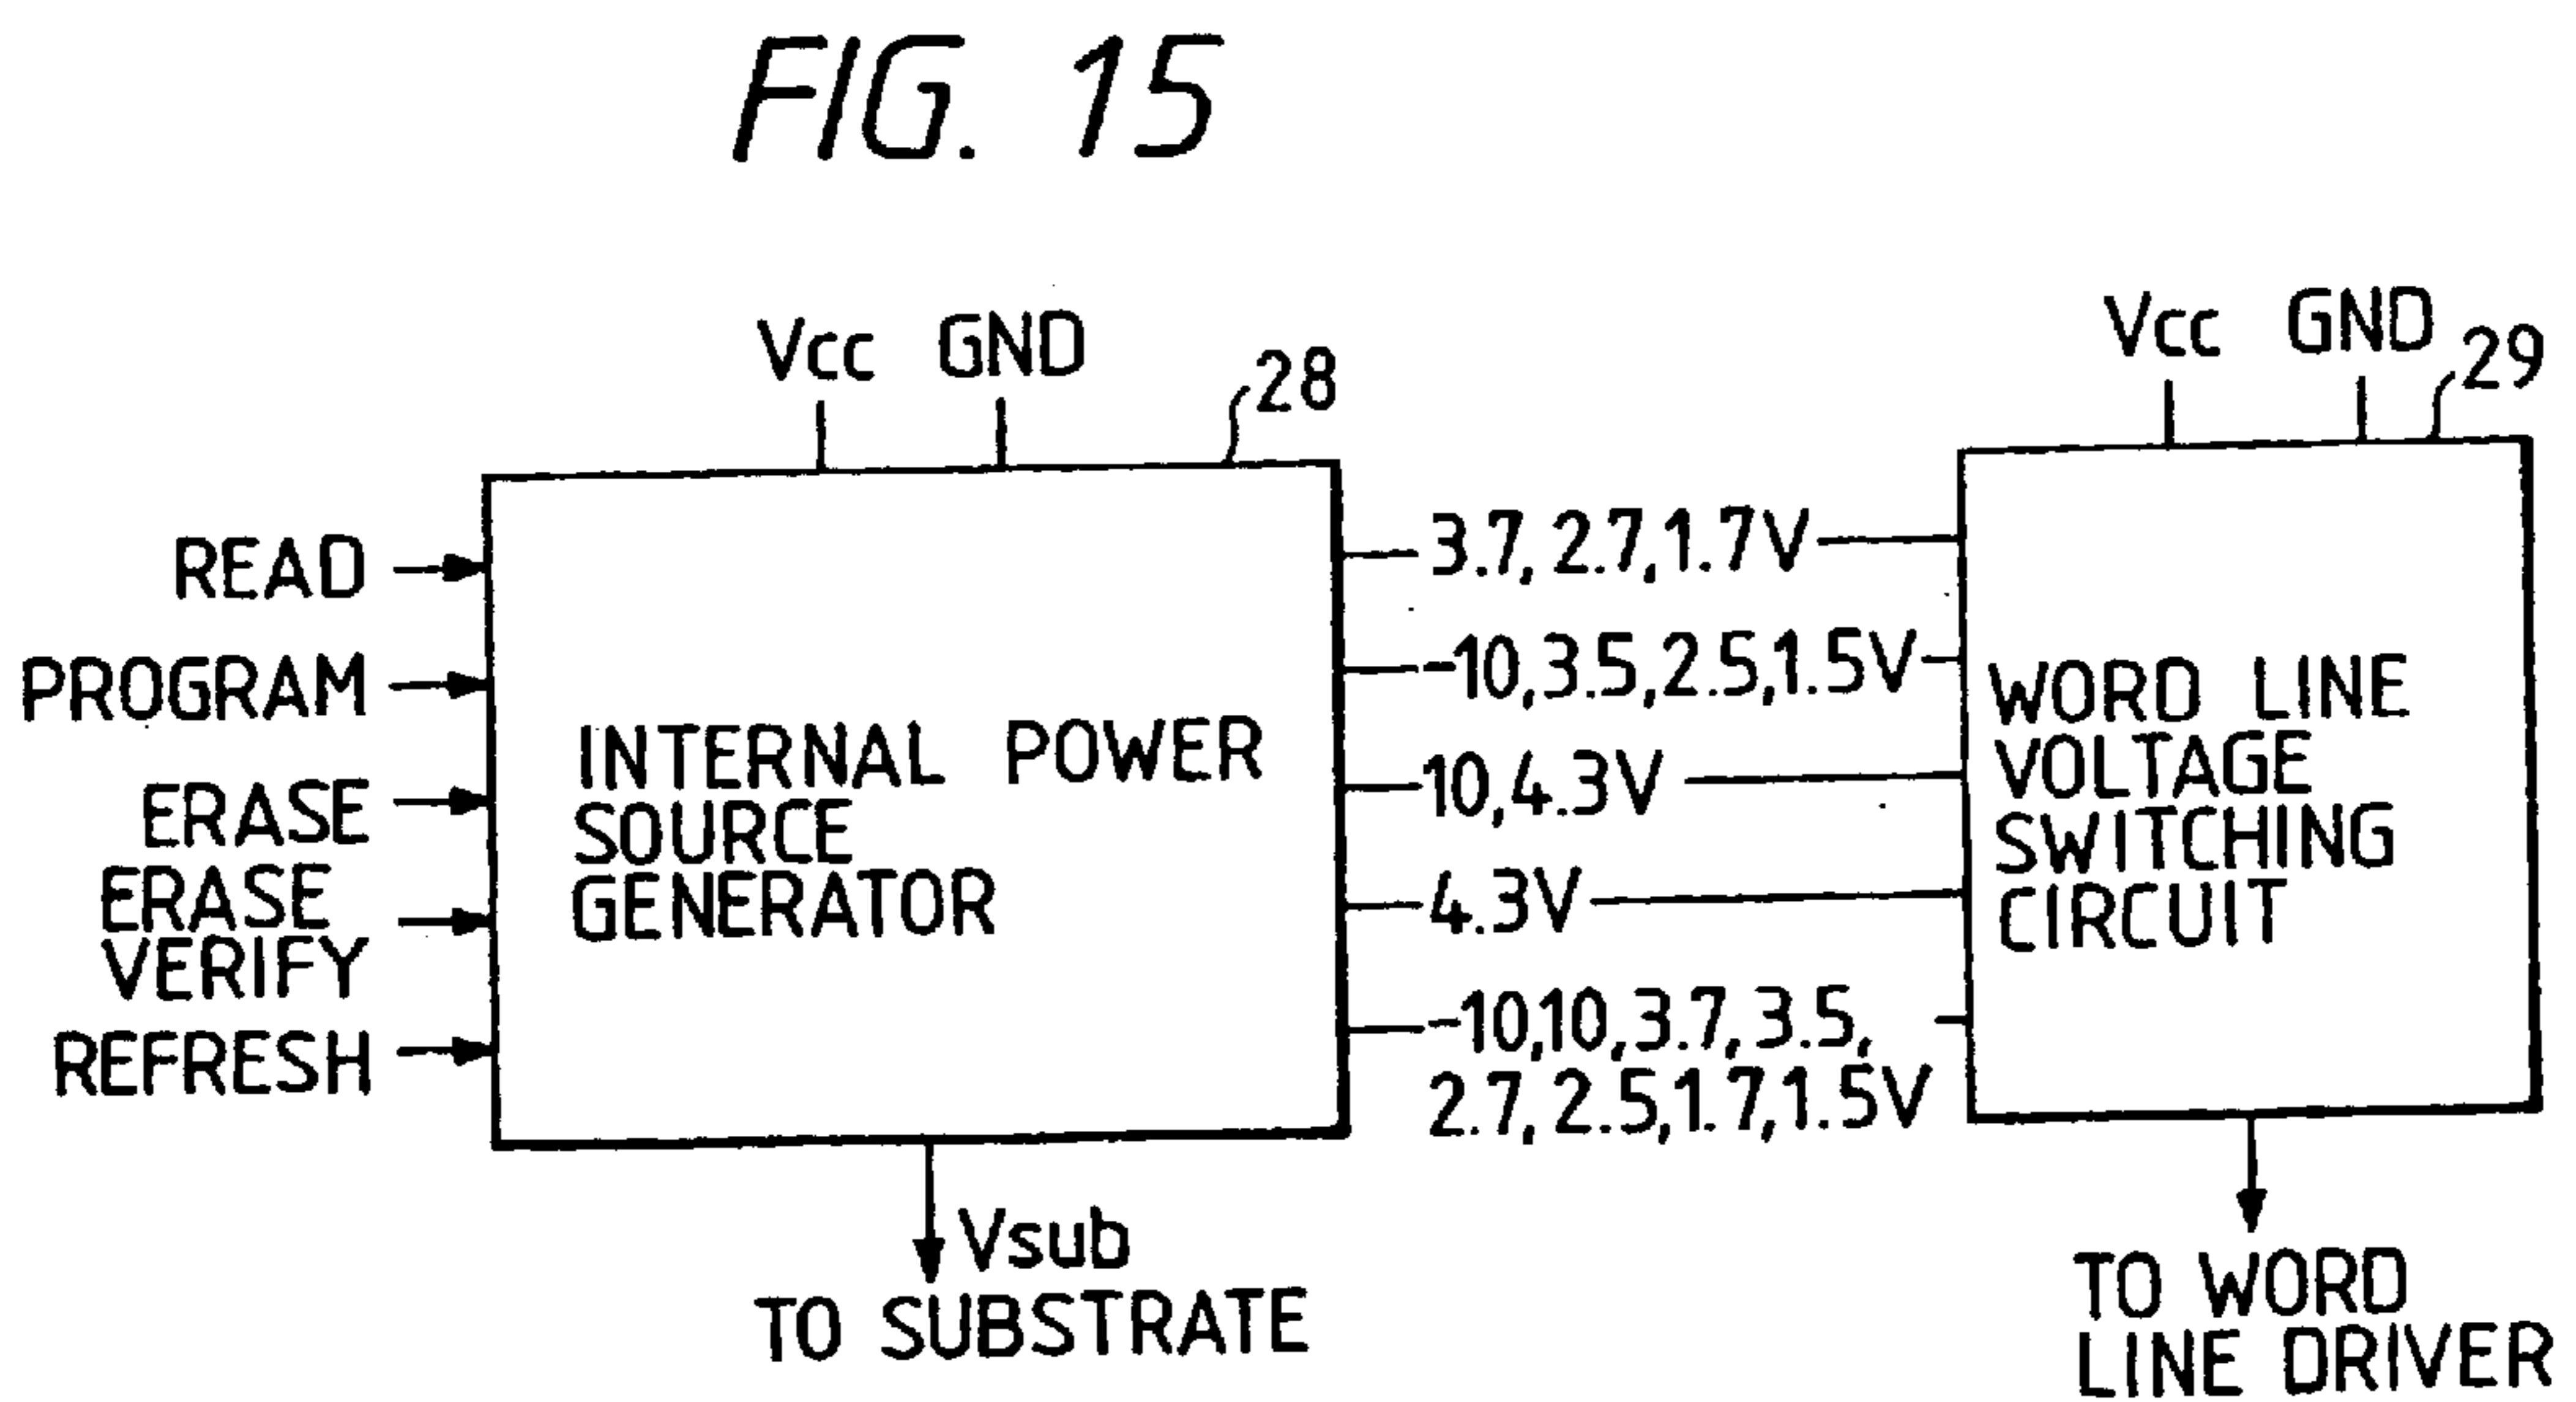 FIG. 15
Vcc GND 28
Vcc GND 29
READ
PROGRAM
ERASE
ERASE
VERIFY
REFRESH
INTERNAL POWER
SOURCE
GENERATOR
3.7, 2.7, 1.7V
-10, 3.5, 2.5, 1.5V
10, 4.3V
4.3V
-10, 10, 3.7, 3.5,
2.7, 2.5, 1.7, 1.5V
WORD LINE
VOLTAGE
SWITCHING
CIRCUIT
Vsub
TO SUBSTRATE
TO WORD
LINE DRIVER